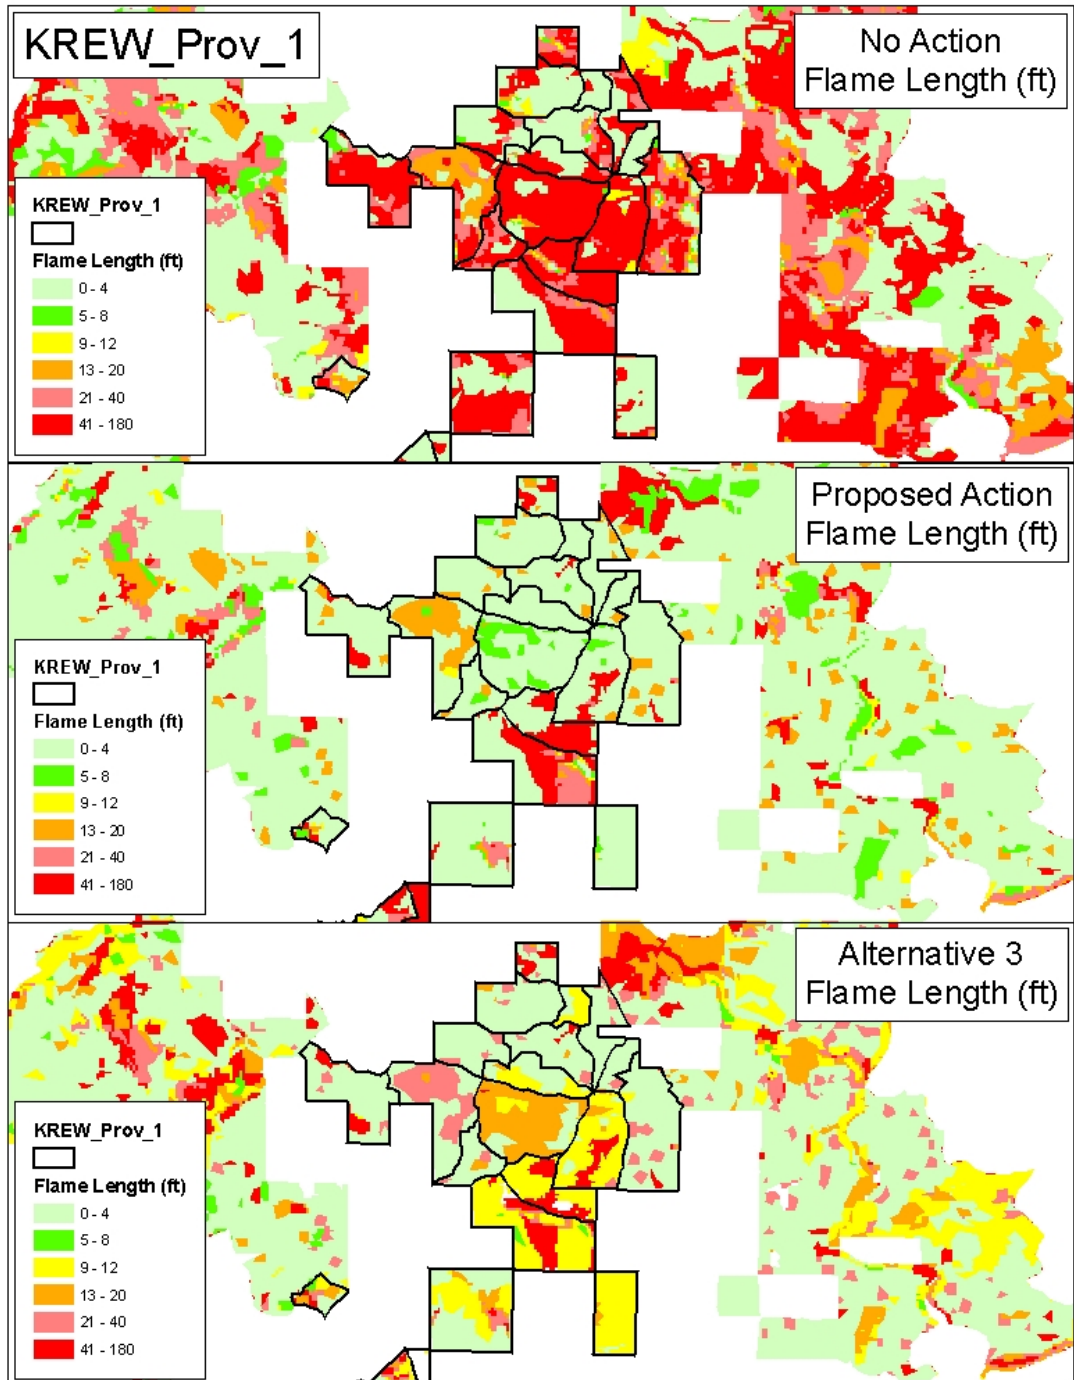 KREW_Prov_1
No Action
Flame Length (ft)
KREW_Prov_1
Flame Length (ft)
0 - 4
5 - 8
9 - 12
13 - 20
21 - 40
41 - 180
Proposed Action
Flame Length (ft)
KREW_Prov_1
Flame Length (ft)
0 - 4
5 - 8
9 - 12
13 - 20
21 - 40
41 - 180
Alternative 3
Flame Length (ft)
KREW_Prov_1
Flame Length (ft)
0 - 4
5 - 8
9 - 12
13 - 20
21 - 40
41 - 180